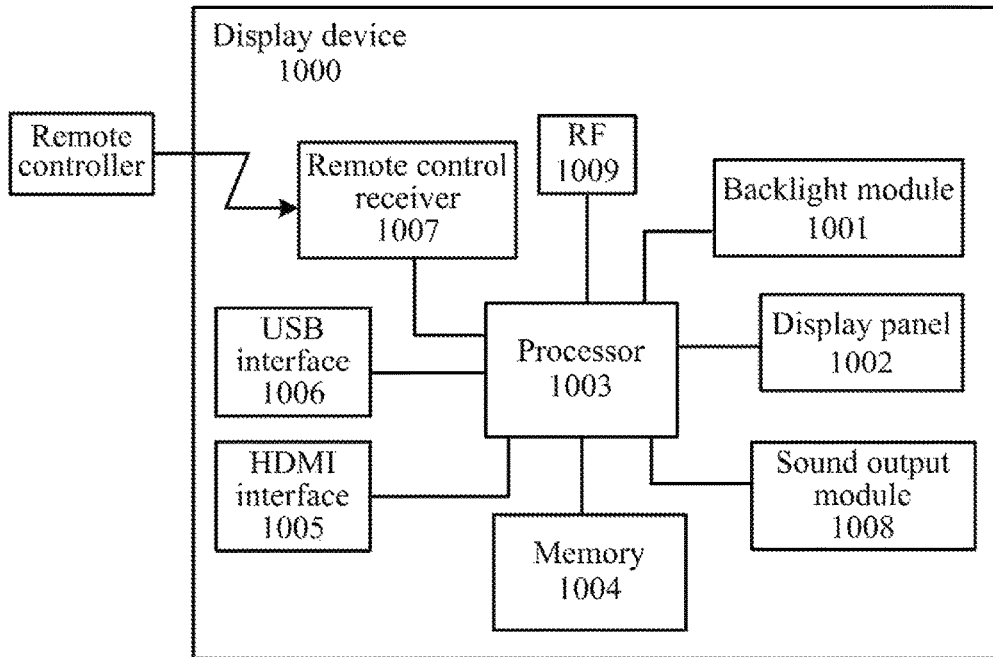 Display device
1000
Remote
controller
Remote control
receiver
1007
RF
1009
Backlight module
1001
USB
interface
1006
Processor
1003
Display panel
1002
HDMI
interface
1005
Memory
1004
Sound output
module
1008